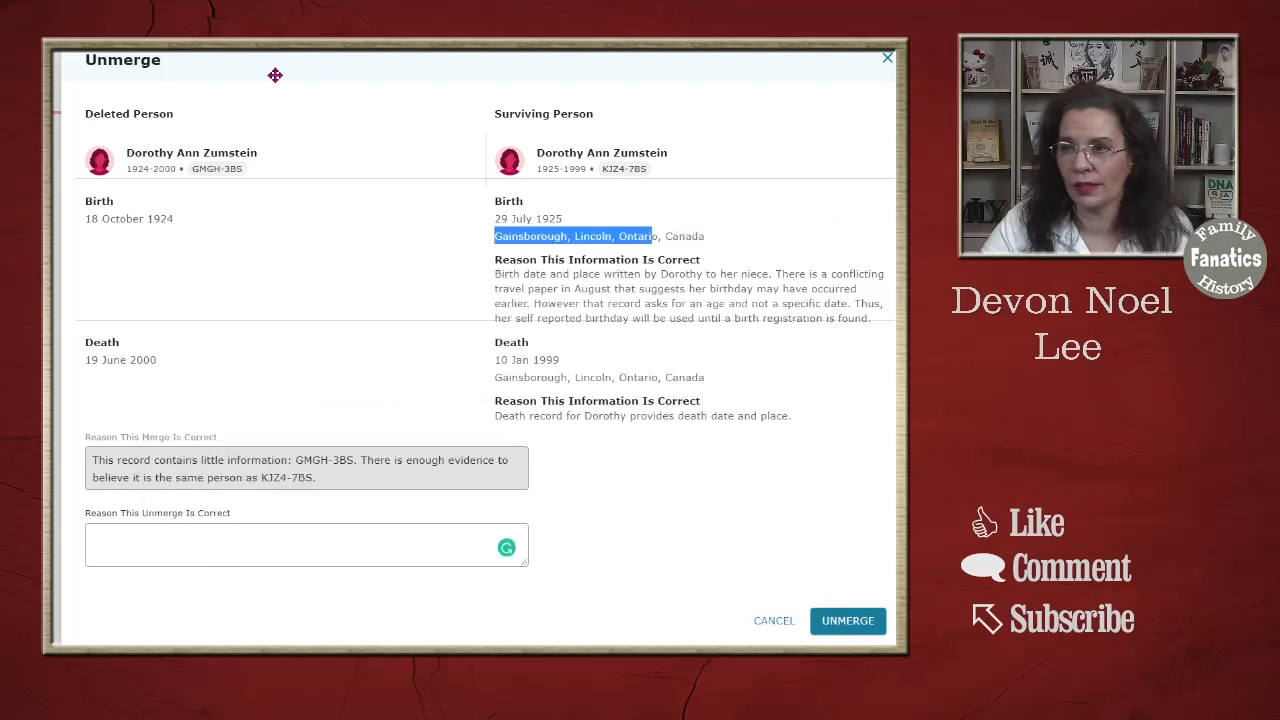 Unmerge
Deleted Person
Surviving Person
Dorothy Ann Zumstein
1924-2000 • GMGH-3BS
Dorothy Ann Zumstein
1925-1999 • KJZ4-7BS
Birth
18 October 1924
Birth
29 July 1925
Gainsborough, Lincoln, Ontario, Canada
Reason This Information Is Correct
Birth date and place written by Dorothy to her niece. There is a conflicting
travel paper in August that suggests her birthday may have occurred
earlier. However that record asks for an age and not a specific date. Thus,
her self reported birthday will be used until a birth registration is found.
Death
19 June 2000
Death
10 Jan 1999
Gainsborough, Lincoln, Ontario, Canada
Reason This Information Is Correct
Death record for Dorothy provides death date and place.
Reason This Merge Is Correct
This record contains little information: GMGH-3BS. There is enough evidence to
believe it is the same person as KJZ4-7BS.
Reason This Unmerge Is Correct
CANCEL
UNMERGE
DNA
Family
Fanatics
History
Devon Noel
Lee
Like
Comment
Subscribe